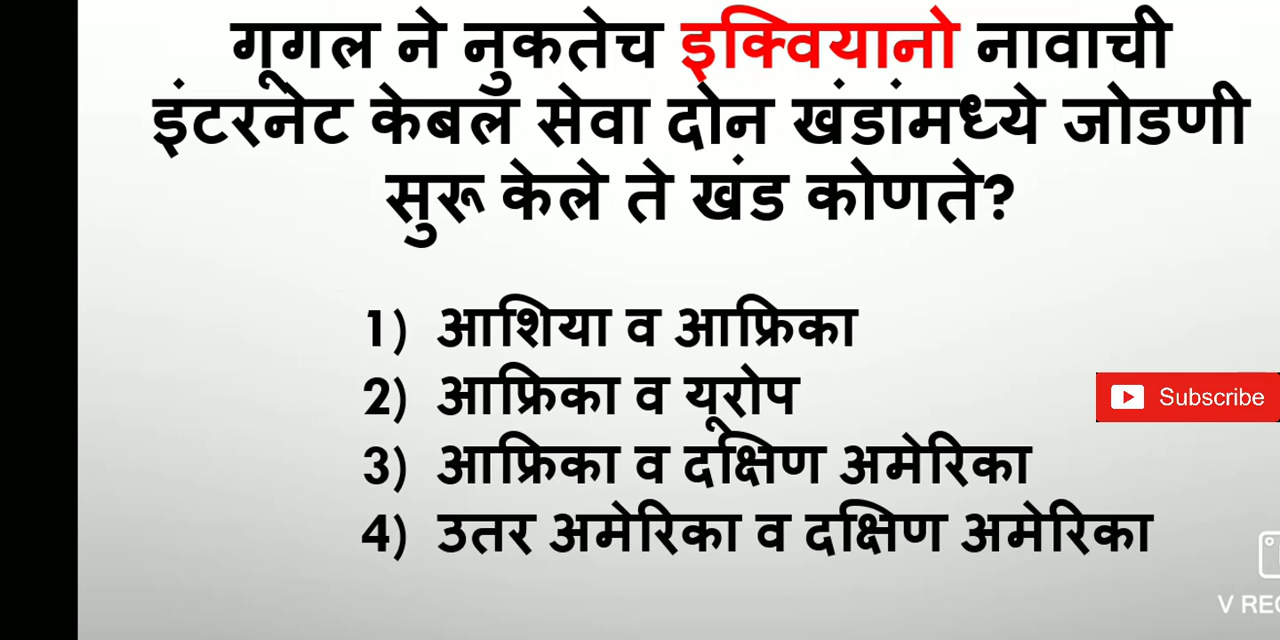 गूगल ने नुकतेच इक्वियानो नावाची
इंटरनेट केबल सेवा दोन खंडांमध्ये जोडणी
सुरू केले ते खंड कोणते?
1) आशिया व आफ्रिका
2) आफ्रिका व यूरोप
Subscribe
3) आफ्रिका व दक्षिण अमेरिका
4) उतर अमेरिका व दक्षिण अमेरिका
V REC